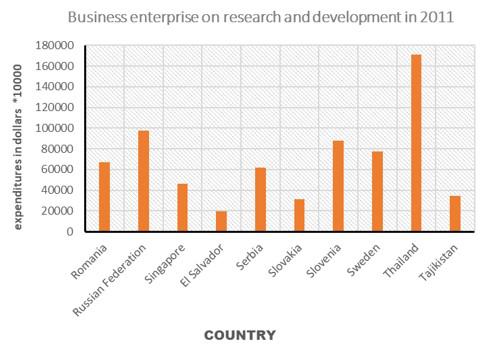 Business enterprise on research and development in 2011
expenditures in dollars *10000
180000
160000
140000
120000
100000
80000
60000
40000
20000
0
Romania
Russian Federation
Singapore
El Salvador
Serbia
Slovakia
Slovenia
Sweden
Thailand
Tajikistan
COUNTRY